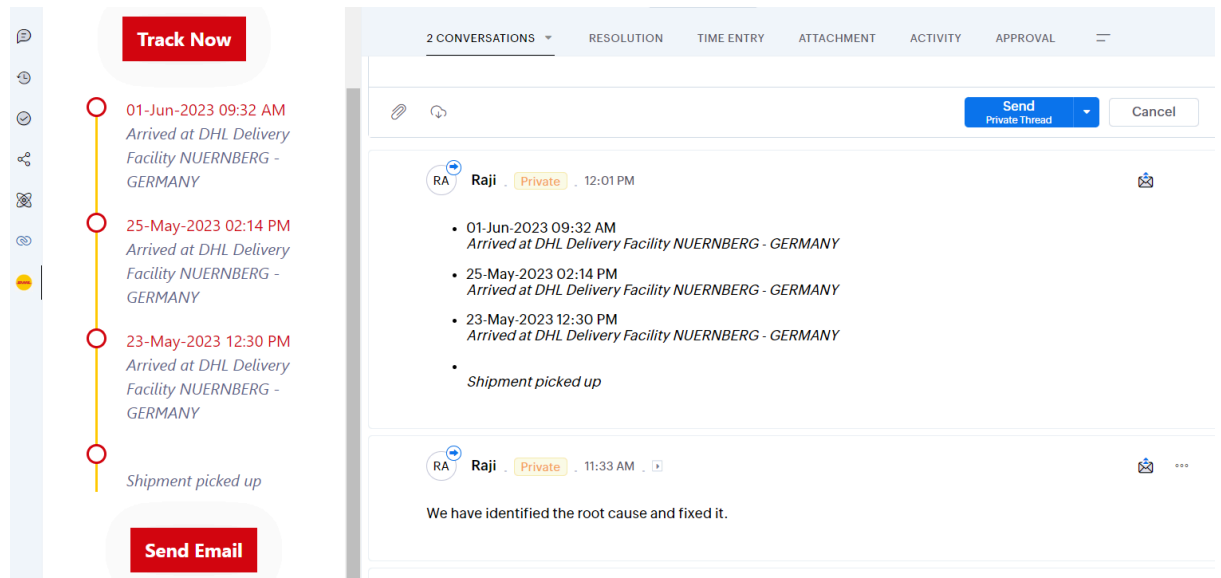 Track Now
01-Jun-2023 09:32 AM
Arrived at DHL Delivery
Facility NUERNBERG -
GERMANY
25-May-2023 02:14 PM
Arrived at DHL Delivery
Facility NUERNBERG -
GERMANY
23-May-2023 12:30 PM
Arrived at DHL Delivery
Facility NUERNBERG -
GERMANY
Shipment picked up
Send Email
2 CONVERSATIONS
RESOLUTION
TIME ENTRY
ATTACHMENT
ACTIVITY
APPROVAL
Send
Private Thread
Cancel
RA
Raji . Private . 12:01 PM
• 01-Jun-2023 09:32 AM
Arrived at DHL Delivery Facility NUERNBERG - GERMANY
• 25-May-2023 02:14 PM
Arrived at DHL Delivery Facility NUERNBERG - GERMANY
• 23-May-2023 12:30 PM
Arrived at DHL Delivery Facility NUERNBERG - GERMANY
•
Shipment picked up
RA
Raji . Private . 11:33 AM .
We have identified the root cause and fixed it.